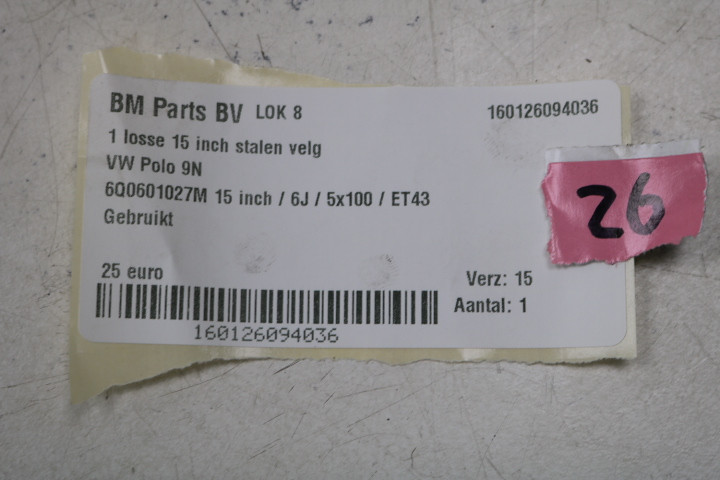 BM Parts BV LOK 8 160126094036
1 losse 15 inch stalen velg
VW Polo 9N
6Q0601027M 15 inch / 6J / 5x100 / ET43
Gebruikt
26
25 euro Verz: 15
Aantal: 1
160126094036